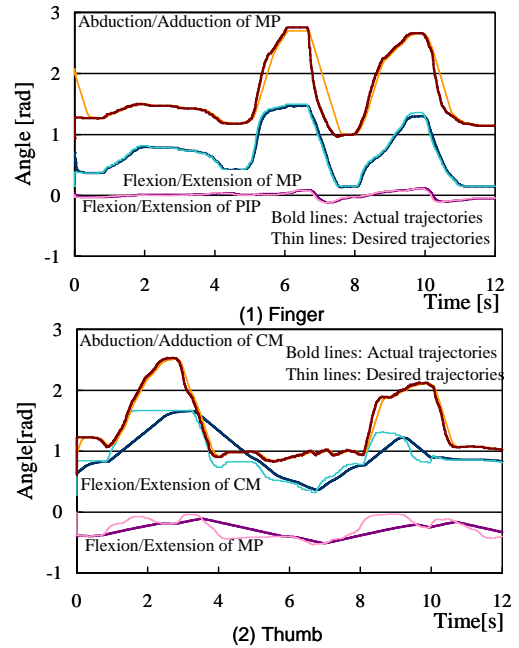 3
Abduction/Adduction of MP
2
Angle [rad]
1
Flexion/Extension of MP
0
Flexion/Extension of PIP
Bold lines: Actual trajectories
Thin lines: Desired trajectories
-1
0 2 4 6 8 10 12
Time [s]
(1) Finger
3
Abduction/Adduction of CM
Bold lines: Actual trajectories
Thin lines: Desired trajectories
2
Angle[rad]
1
Flexion/Extension of CM
0
Flexion/Extension of MP
-1
0 2 4 6 8 10 12
Time[s]
(2) Thumb